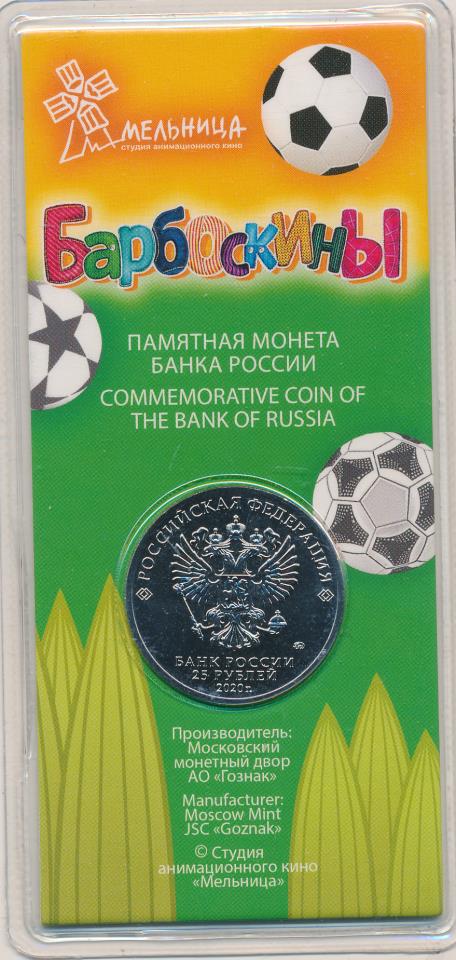 МЕЛЬНИЦА
студия анимационного кино
Барбоскины
ПАМЯТНАЯ МОНЕТА
БАНКА РОССИИ
COMMEMORATIVE COIN OF
THE BANK OF RUSSIA
РОССИЙСКАЯ ФЕДЕРАЦИЯ
БАНК РОССИИ
25 РУБЛЕЙ
2020 г.
Производитель:
Московский
монетный двор
АО «Гознак»
Manufacturer:
Moscow Mint
JSC «Goznak»
© Студия
анимационного кино
«Мельница»